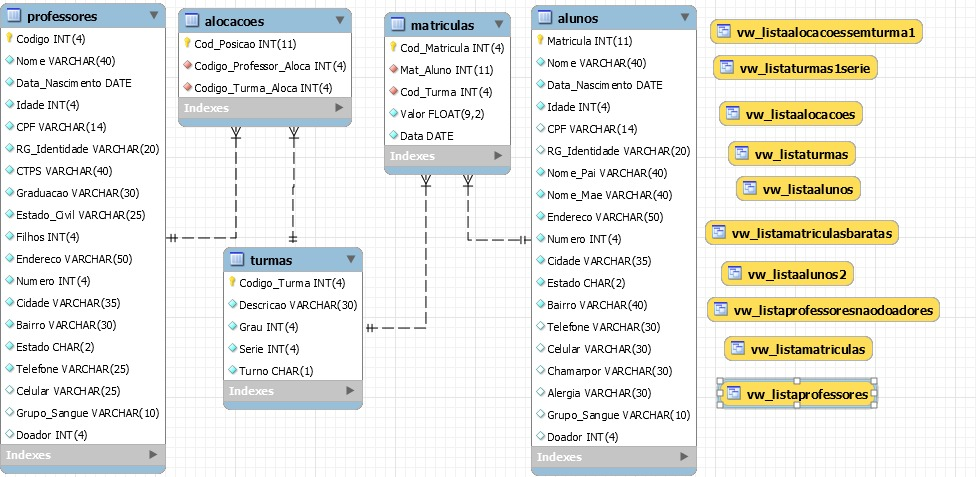 professores
Codigo INT(4)
Nome VARCHAR(40)
Data_Nascimento DATE
Idade INT(4)
CPF VARCHAR(14)
RG_Identidade VARCHAR(20)
CTPS VARCHAR(40)
Graduacao VARCHAR(30)
Estado_Civil VARCHAR(25)
Filhos INT(4)
Endereco VARCHAR(50)
Numero INT(4)
Cidade VARCHAR(35)
Bairro VARCHAR(30)
Estado CHAR(2)
Telefone VARCHAR(25)
Celular VARCHAR(25)
Grupo_Sangue VARCHAR(10)
Doador INT(4)
Indexes
alocacoes
Cod_Posicao INT(11)
Codigo_Professor_Aloca INT(4)
Codigo_Turma_Aloca INT(4)
Indexes
turmas
Codigo_Turma INT(4)
Descricao VARCHAR(30)
Grau INT(4)
Serie INT(4)
Turno CHAR(1)
Indexes
matriculas
Cod_Matricula INT(4)
Mat_Aluno INT(11)
Cod_Turma INT(4)
Valor FLOAT(9,2)
Data DATE
Indexes
alunos
Matricula INT(11)
Nome VARCHAR(40)
Data_Nascimento DATE
Idade INT(4)
CPF VARCHAR(14)
RG_Identidade VARCHAR(20)
Nome_Pai VARCHAR(40)
Nome_Mae VARCHAR(40)
Endereco VARCHAR(50)
Numero INT(4)
Cidade VARCHAR(35)
Estado CHAR(2)
Bairro VARCHAR(40)
Telefone VARCHAR(30)
Celular VARCHAR(30)
Chamarpor VARCHAR(30)
Alergia VARCHAR(30)
Grupo_Sangue VARCHAR(10)
Doador INT(4)
Indexes
vw_listaalocacoessemturma1
vw_listaturmas1serie
vw_listaalocacoes
vw_listaturmas
vw_listaalunos
vw_listamatriculasbaratas
vw_listaalunos2
vw_listaprofessoresnaodoadores
vw_listamatriculas
vw_listaprofessores